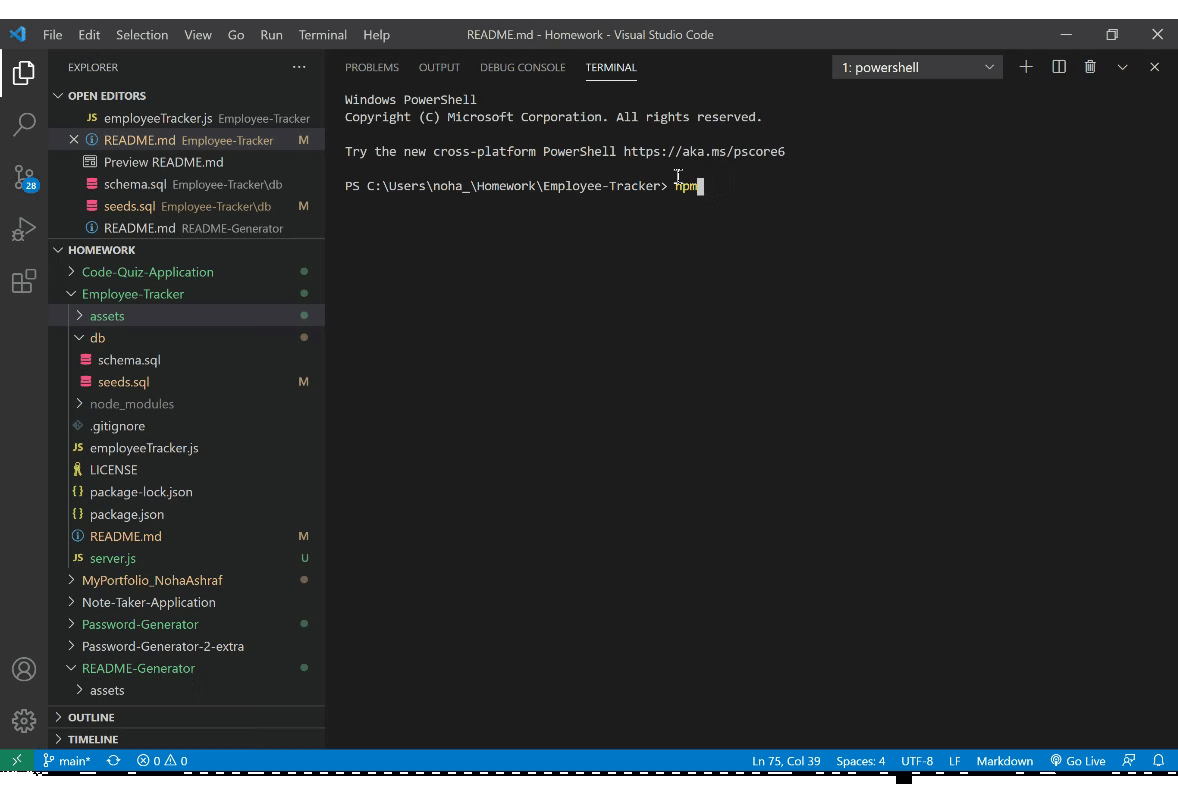 File Edit Selection View Go Run Terminal Help README.md - Homework - Visual Studio Code
EXPLORER
OPEN EDITORS
JS employeeTracker.js Employee-Tracker
README.md Employee-Tracker M
Preview README.md
schema.sql Employee-Tracker\db
seeds.sql Employee-Tracker\db M
README.md README-Generator
28
HOMEWORK
Code-Quiz-Application
Employee-Tracker
assets
db
schema.sql
seeds.sql M
node_modules
.gitignore
JS employeeTracker.js
LICENSE
{} package-lock.json
{} package.json
README.md M
JS server.js U
MyPortfolio_NohaAshraf
Note-Taker-Application
Password-Generator
Password-Generator-2-extra
README-Generator
assets
OUTLINE
TIMELINE
PROBLEMS OUTPUT DEBUG CONSOLE TERMINAL 1: powershell
Windows PowerShell
Copyright (C) Microsoft Corporation. All rights reserved.
Try the new cross-platform PowerShell https://aka.ms/pscore6
PS C:\Users\noha_\Homework\Employee-Tracker> npm
main* 0 0 Ln 75, Col 39 Spaces: 4 UTF-8 LF Markdown Go Live